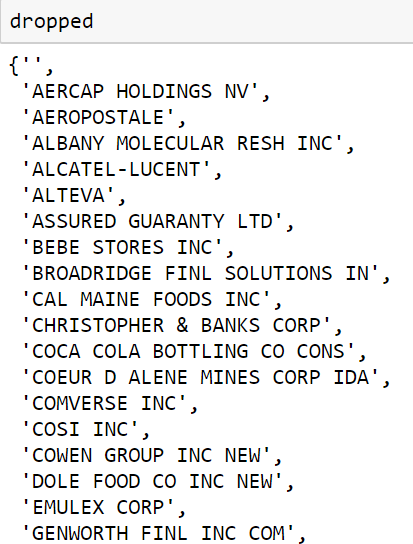 dropped
{'',
'AERCAP HOLDINGS NV',
'AEROPOSTALE',
'ALBANY MOLECULAR RESH INC',
'ALCATEL-LUCENT',
'ALTEVA',
'ASSURED GUARANTY LTD',
'BEBE STORES INC',
'BROADRIDGE FINL SOLUTIONS IN',
'CAL MAINE FOODS INC',
'CHRISTOPHER & BANKS CORP',
'COCA COLA BOTTLING CO CONS',
'COEUR D ALENE MINES CORP IDA',
'COMVERSE INC',
'COSI INC',
'COWEN GROUP INC NEW',
'DOLE FOOD CO INC NEW',
'EMULEX CORP',
'GENWORTH FINL INC COM',